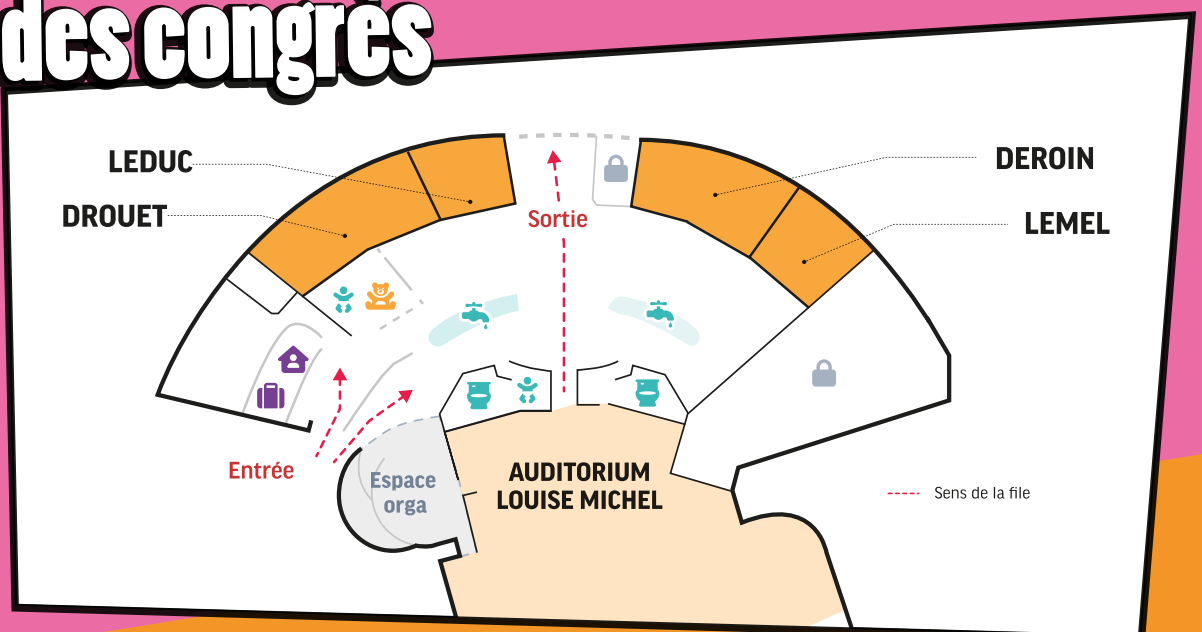 des congrès
LEDUC
DEROIN
DROUET
LEMEL
Sortie
Entrée
Espace
orga
AUDITORIUM
LOUISE MICHEL
Sens de la file